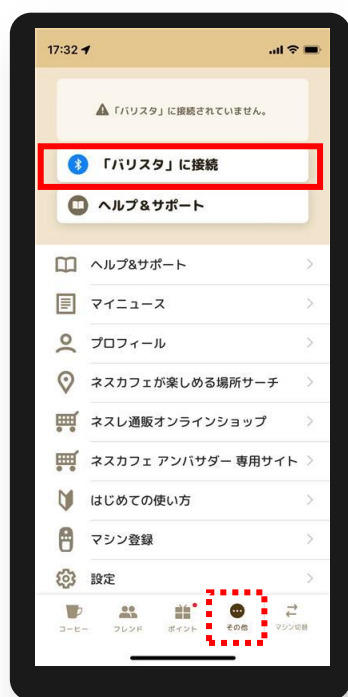 17:32
「バリスタ」に接続されていません。
「バリスタ」に接続
ヘルプ＆サポート
ヘルプ&サポート
マイニュース
プロフィール
ネスカフェが楽しめる場所サーチ
ネスレ通販オンラインショップ
ネスカフェ アンバサダー 専用サイト
はじめての使い方
マシン登録
設定
コーヒー フレンド ポイント その他 マシン切替